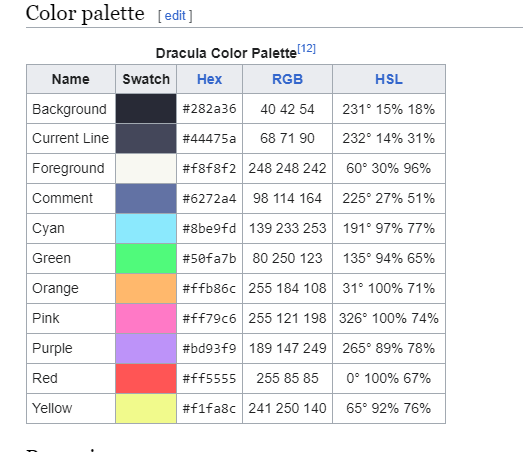 Color palette [ edit ]
Dracula Color Palette[12]
Name Swatch Hex RGB HSL
Background #282a36 40 42 54 231° 15% 18%
Current Line #44475a 68 71 90 232° 14% 31%
Foreground #f8f8f2 248 248 242 60° 30% 96%
Comment #6272a4 98 114 164 225° 27% 51%
Cyan #8be9fd 139 233 253 191° 97% 77%
Green #50fa7b 80 250 123 135° 94% 65%
Orange #ffb86c 255 184 108 31° 100% 71%
Pink #ff79c6 255 121 198 326° 100% 74%
Purple #bd93f9 189 147 249 265° 89% 78%
Red #ff5555 255 85 85 0° 100% 67%
Yellow #f1fa8c 241 250 140 65° 92% 76%